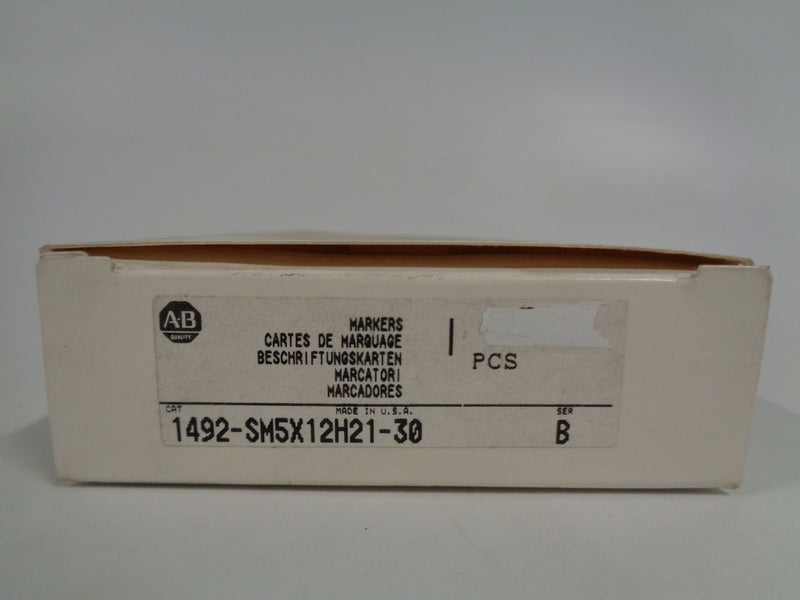 A-B
QUALITY
MARKERS
CARTES DE MARQUAGE
BESCHRIFTUNGSKARTEN
MARCATORI
MARCADORES
PCS
CAT
MADE IN U.S.A.
SER
1492-SM5X12H21-30
B